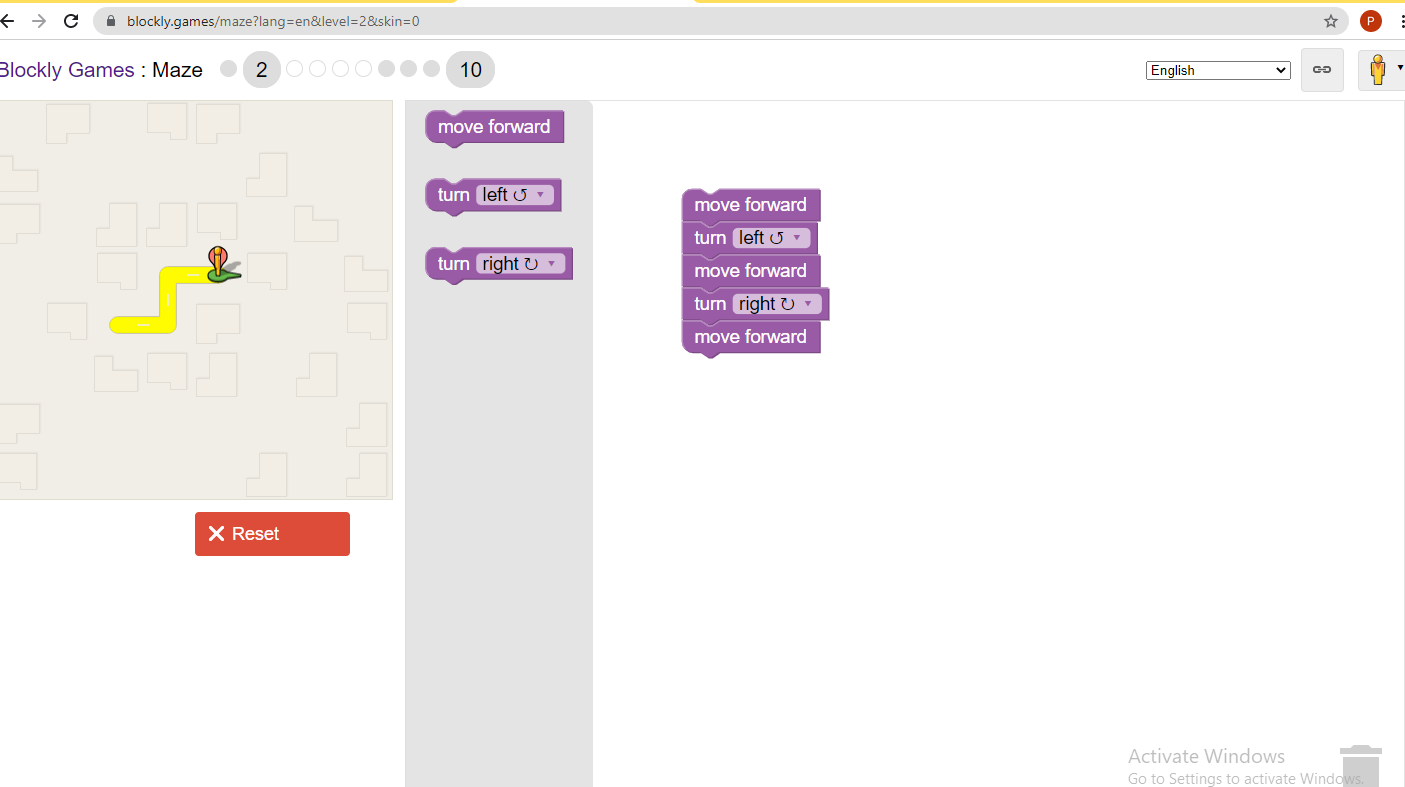 blockly.games/maze?lang=en&level=2&skin=0
P
Blockly Games : Maze 2 10
English
move forward
turn left ↺
turn right ↻
move forward
turn left ↺
move forward
turn right ↻
move forward
Reset
Activate Windows
Go to Settings to activate Windows.